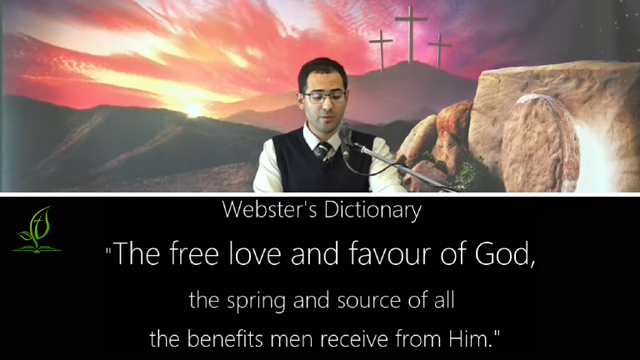 Webster's Dictionary
"The free love and favour of God,
the spring and source of all
the benefits men receive from Him."